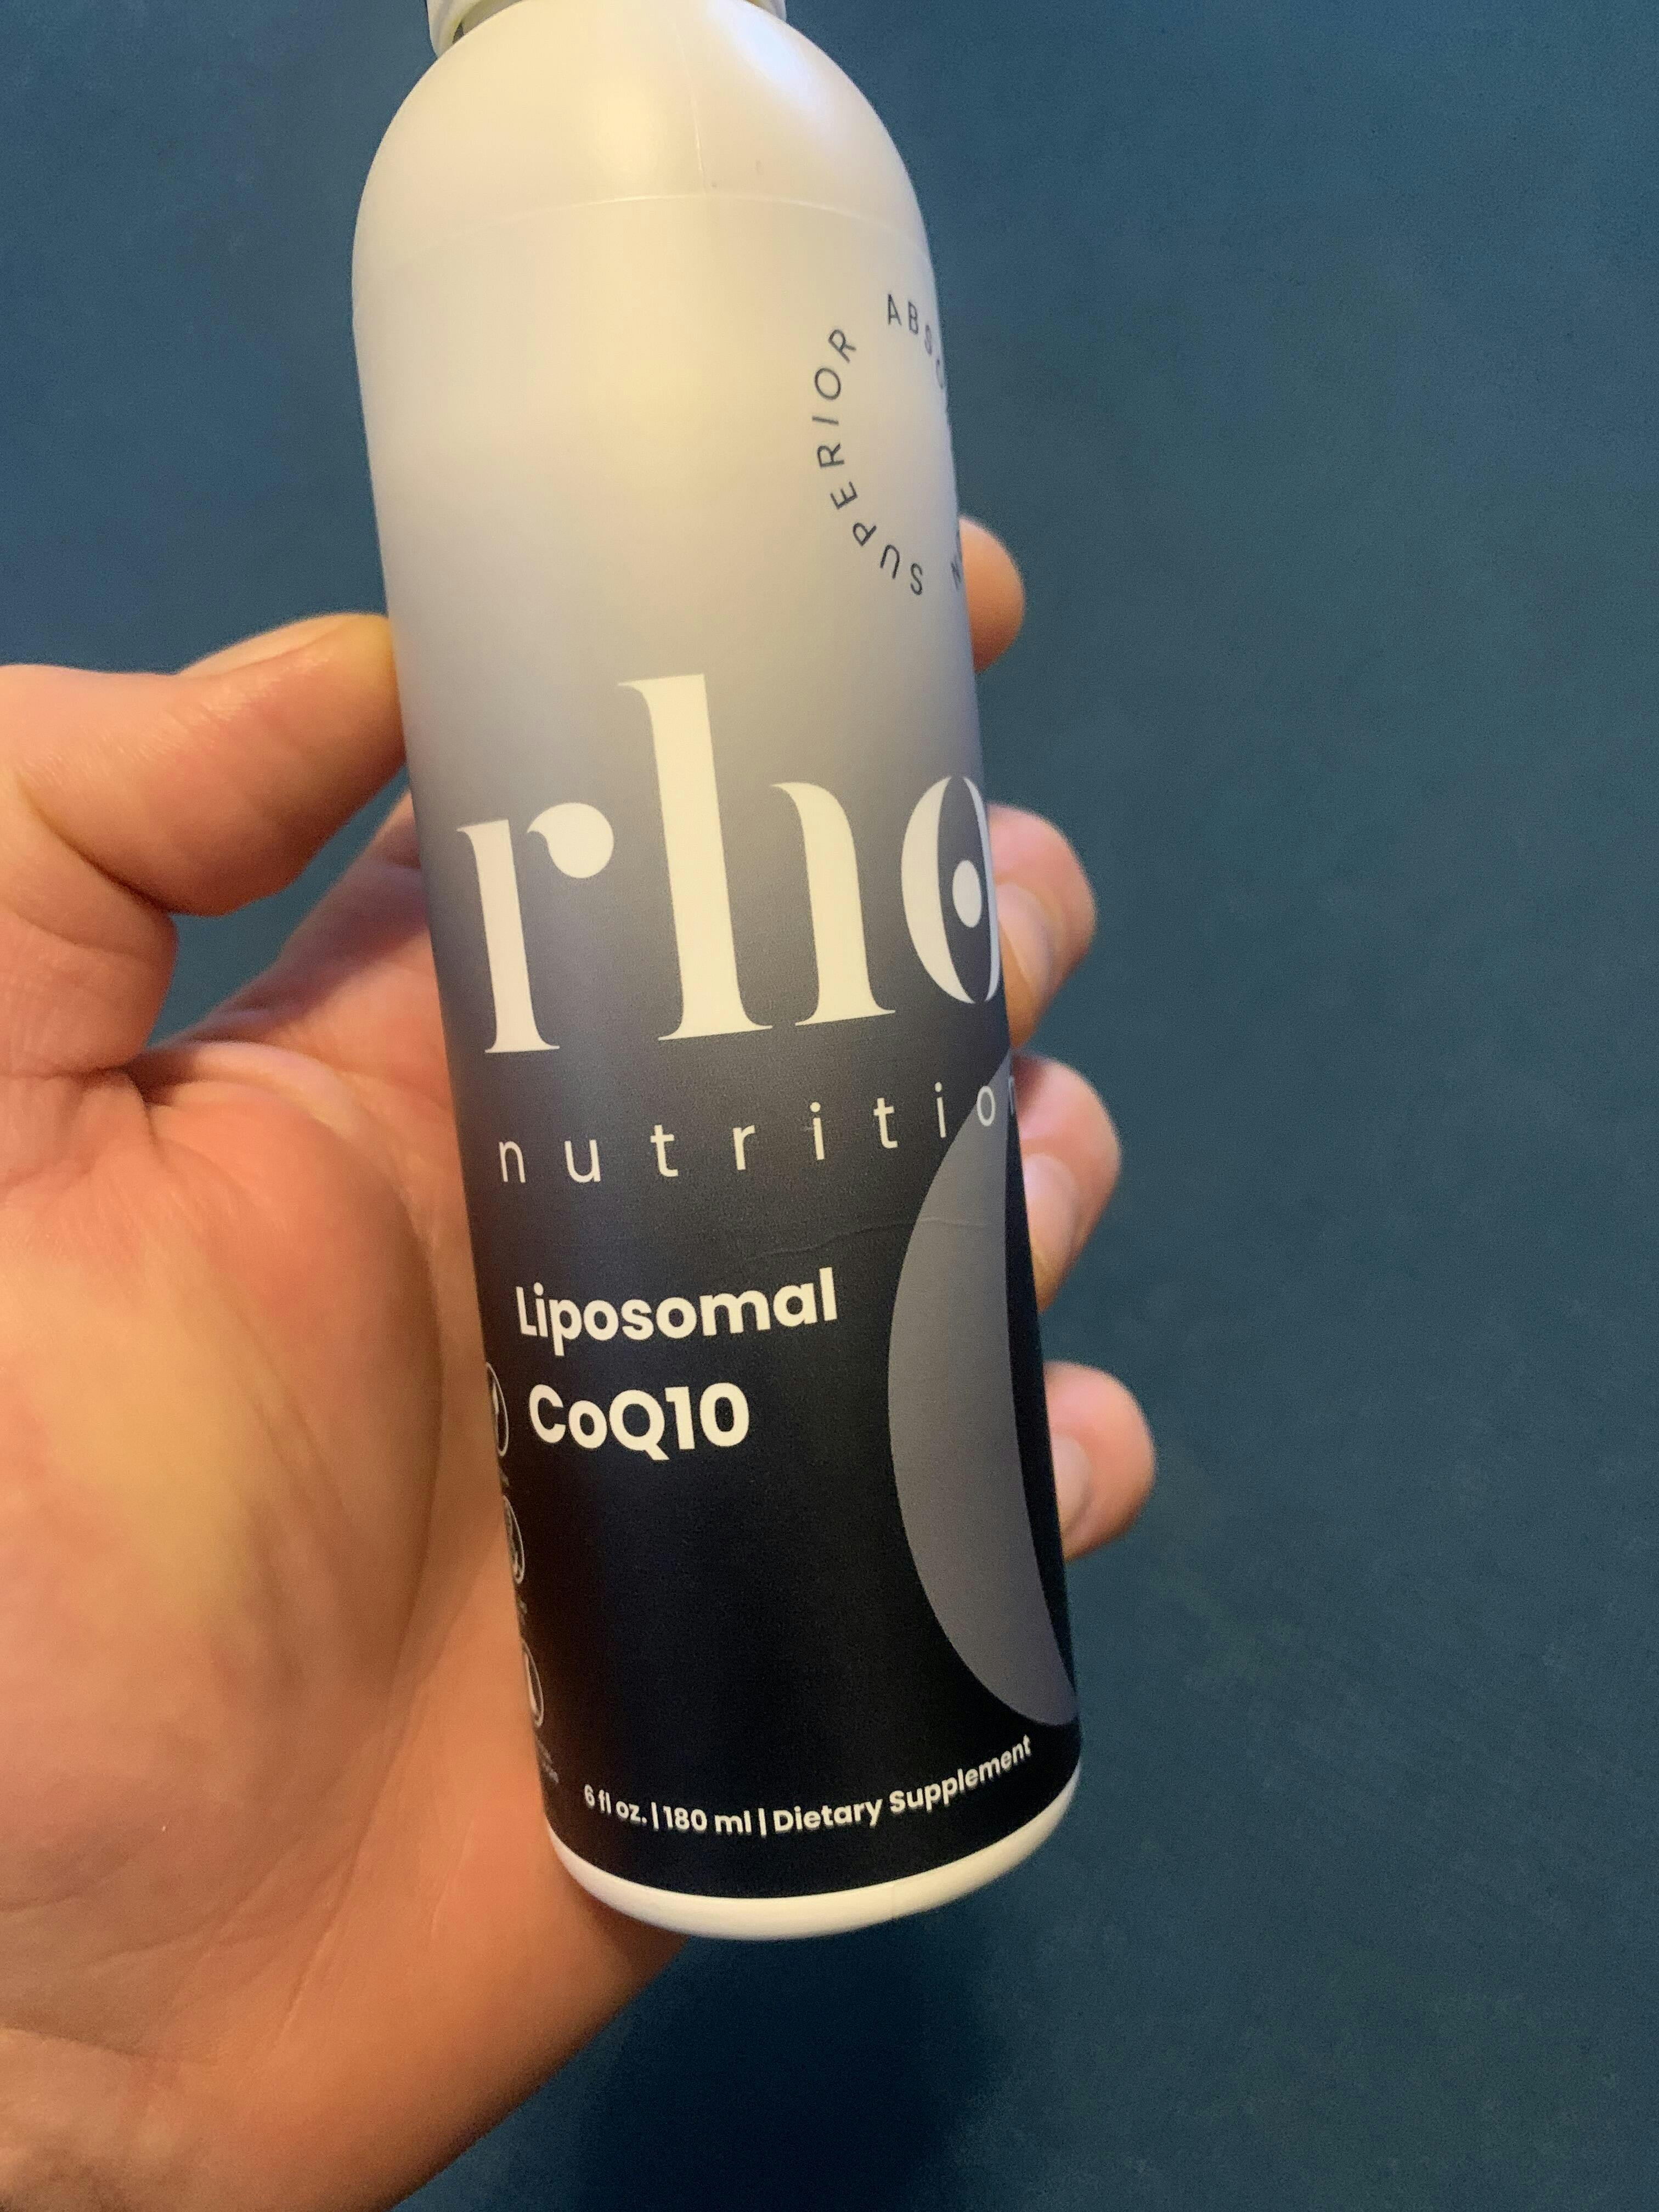 SUPERIOR
rho
nutrition
Liposomal
CoQ10
6 fl oz. | 180 ml | Dietary Supplement